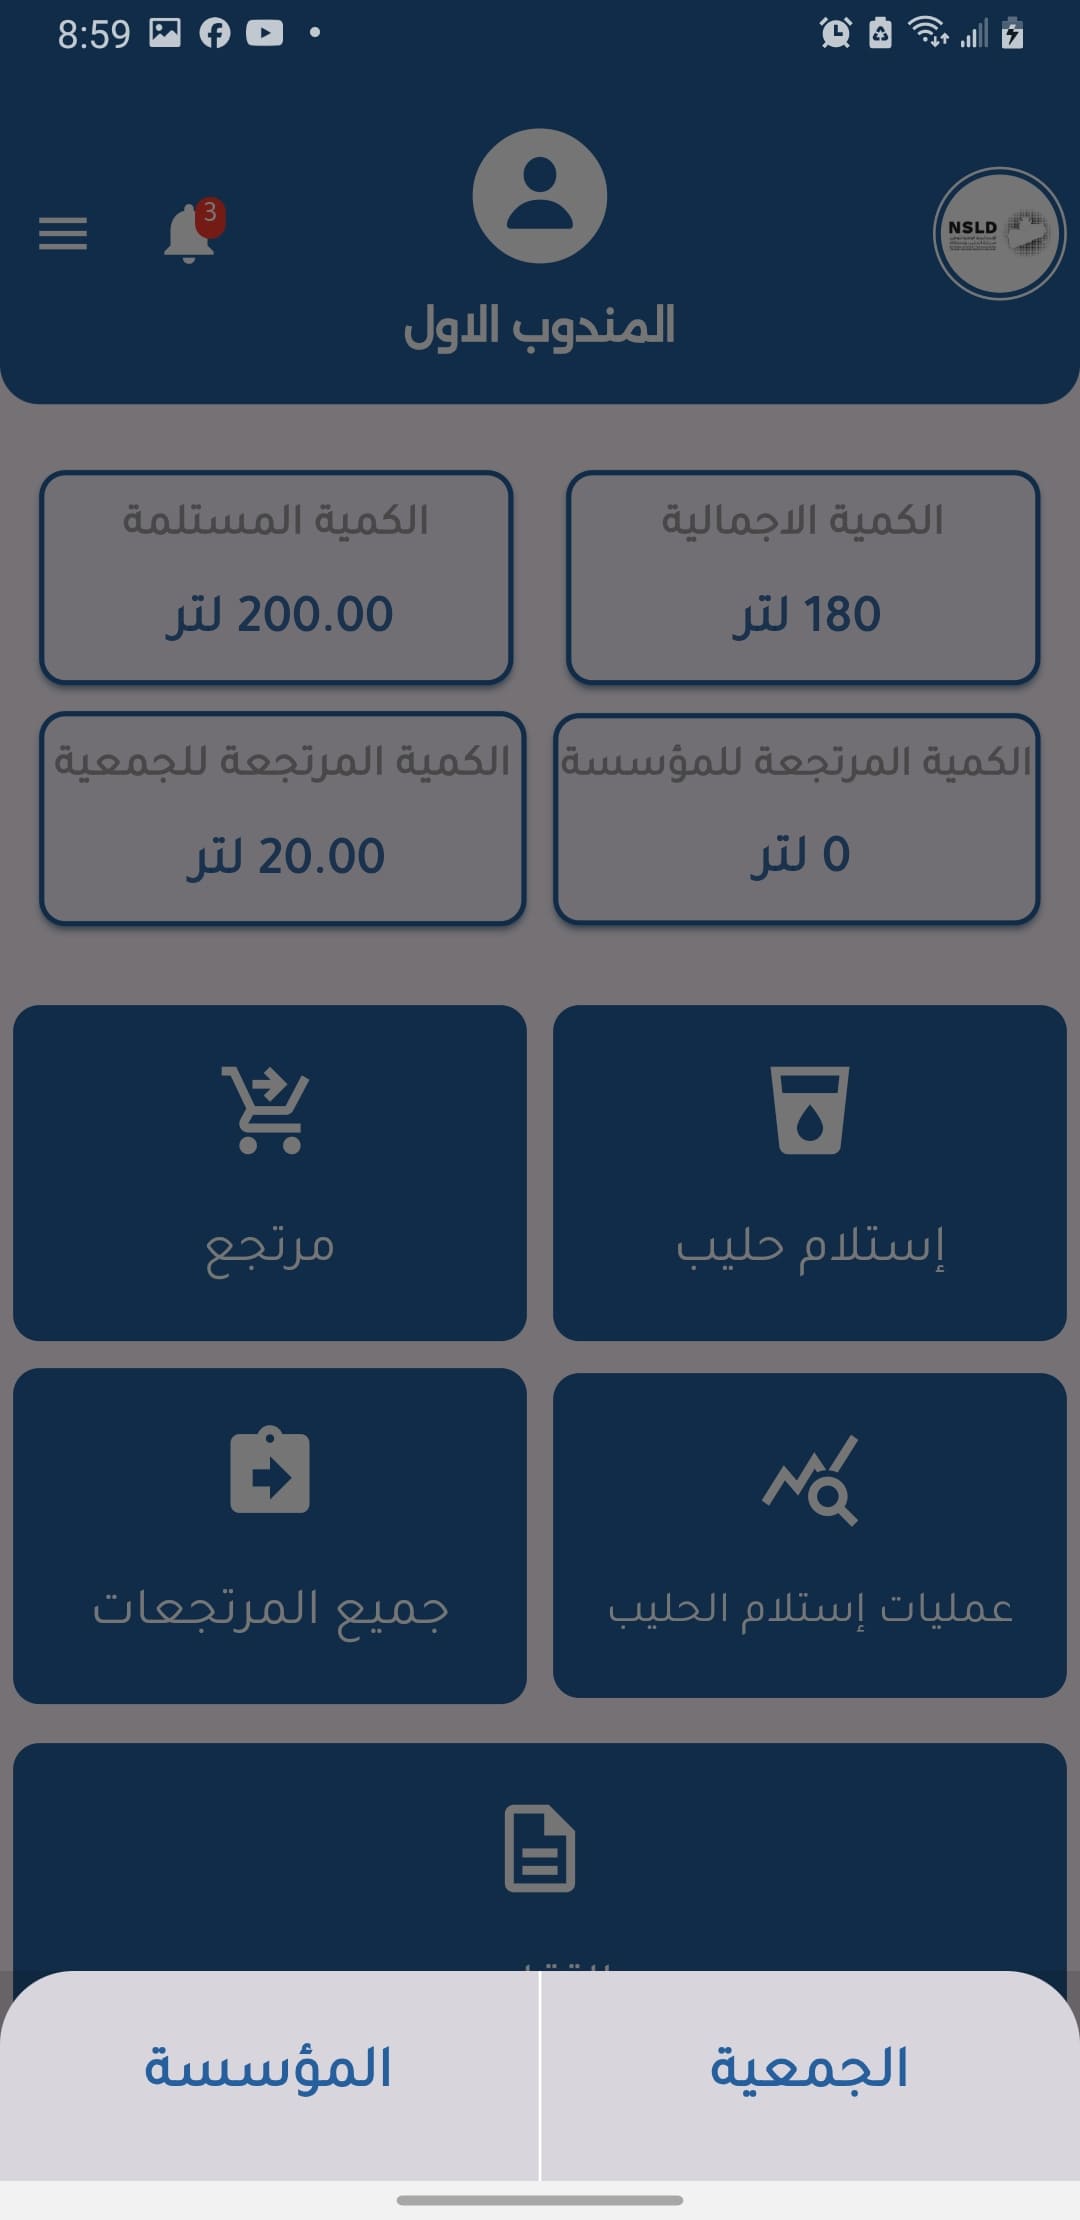 8:59
3
NSLD
المندوب الاول
الكمية الاجمالية
180 لتر
الكمية المستلمة
200.00 لتر
الكمية المرتجعة للمؤسسة
0 لتر
الكمية المرتجعة للجمعية
20.00 لتر
إستلام حليب
مرتجع
عمليات إستلام الحليب
جميع المرتجعات
الجمعية
المؤسسة